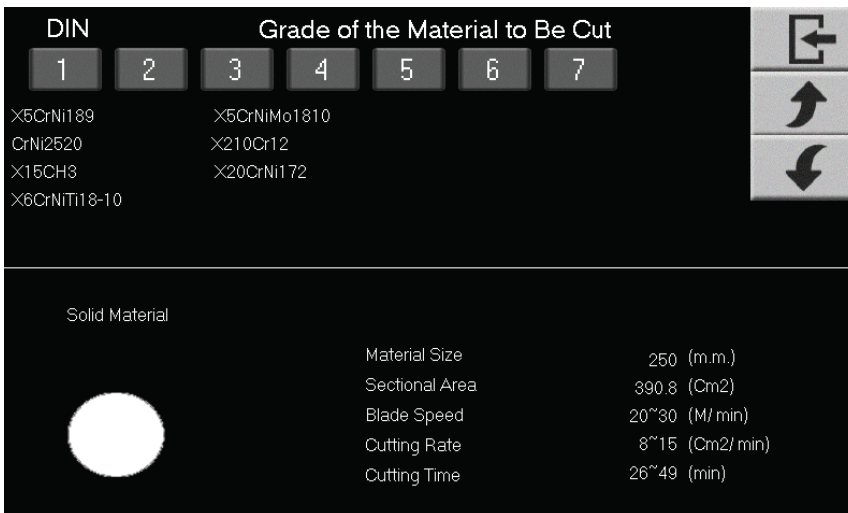 DIN Grade of the Material to Be Cut
1 2 3 4 5 6 7
X5CrNi189 X5CrNiMo1810
CrNi2520 X210Cr12
X15CH3 X20CrNi172
X6CrNiTi18-10
Solid Material
Material Size 250 (m.m.)
Sectional Area 390.8 (Cm2)
Blade Speed 20~30 (M/min)
Cutting Rate 8~15 (Cm2/min)
Cutting Time 26~49 (min)